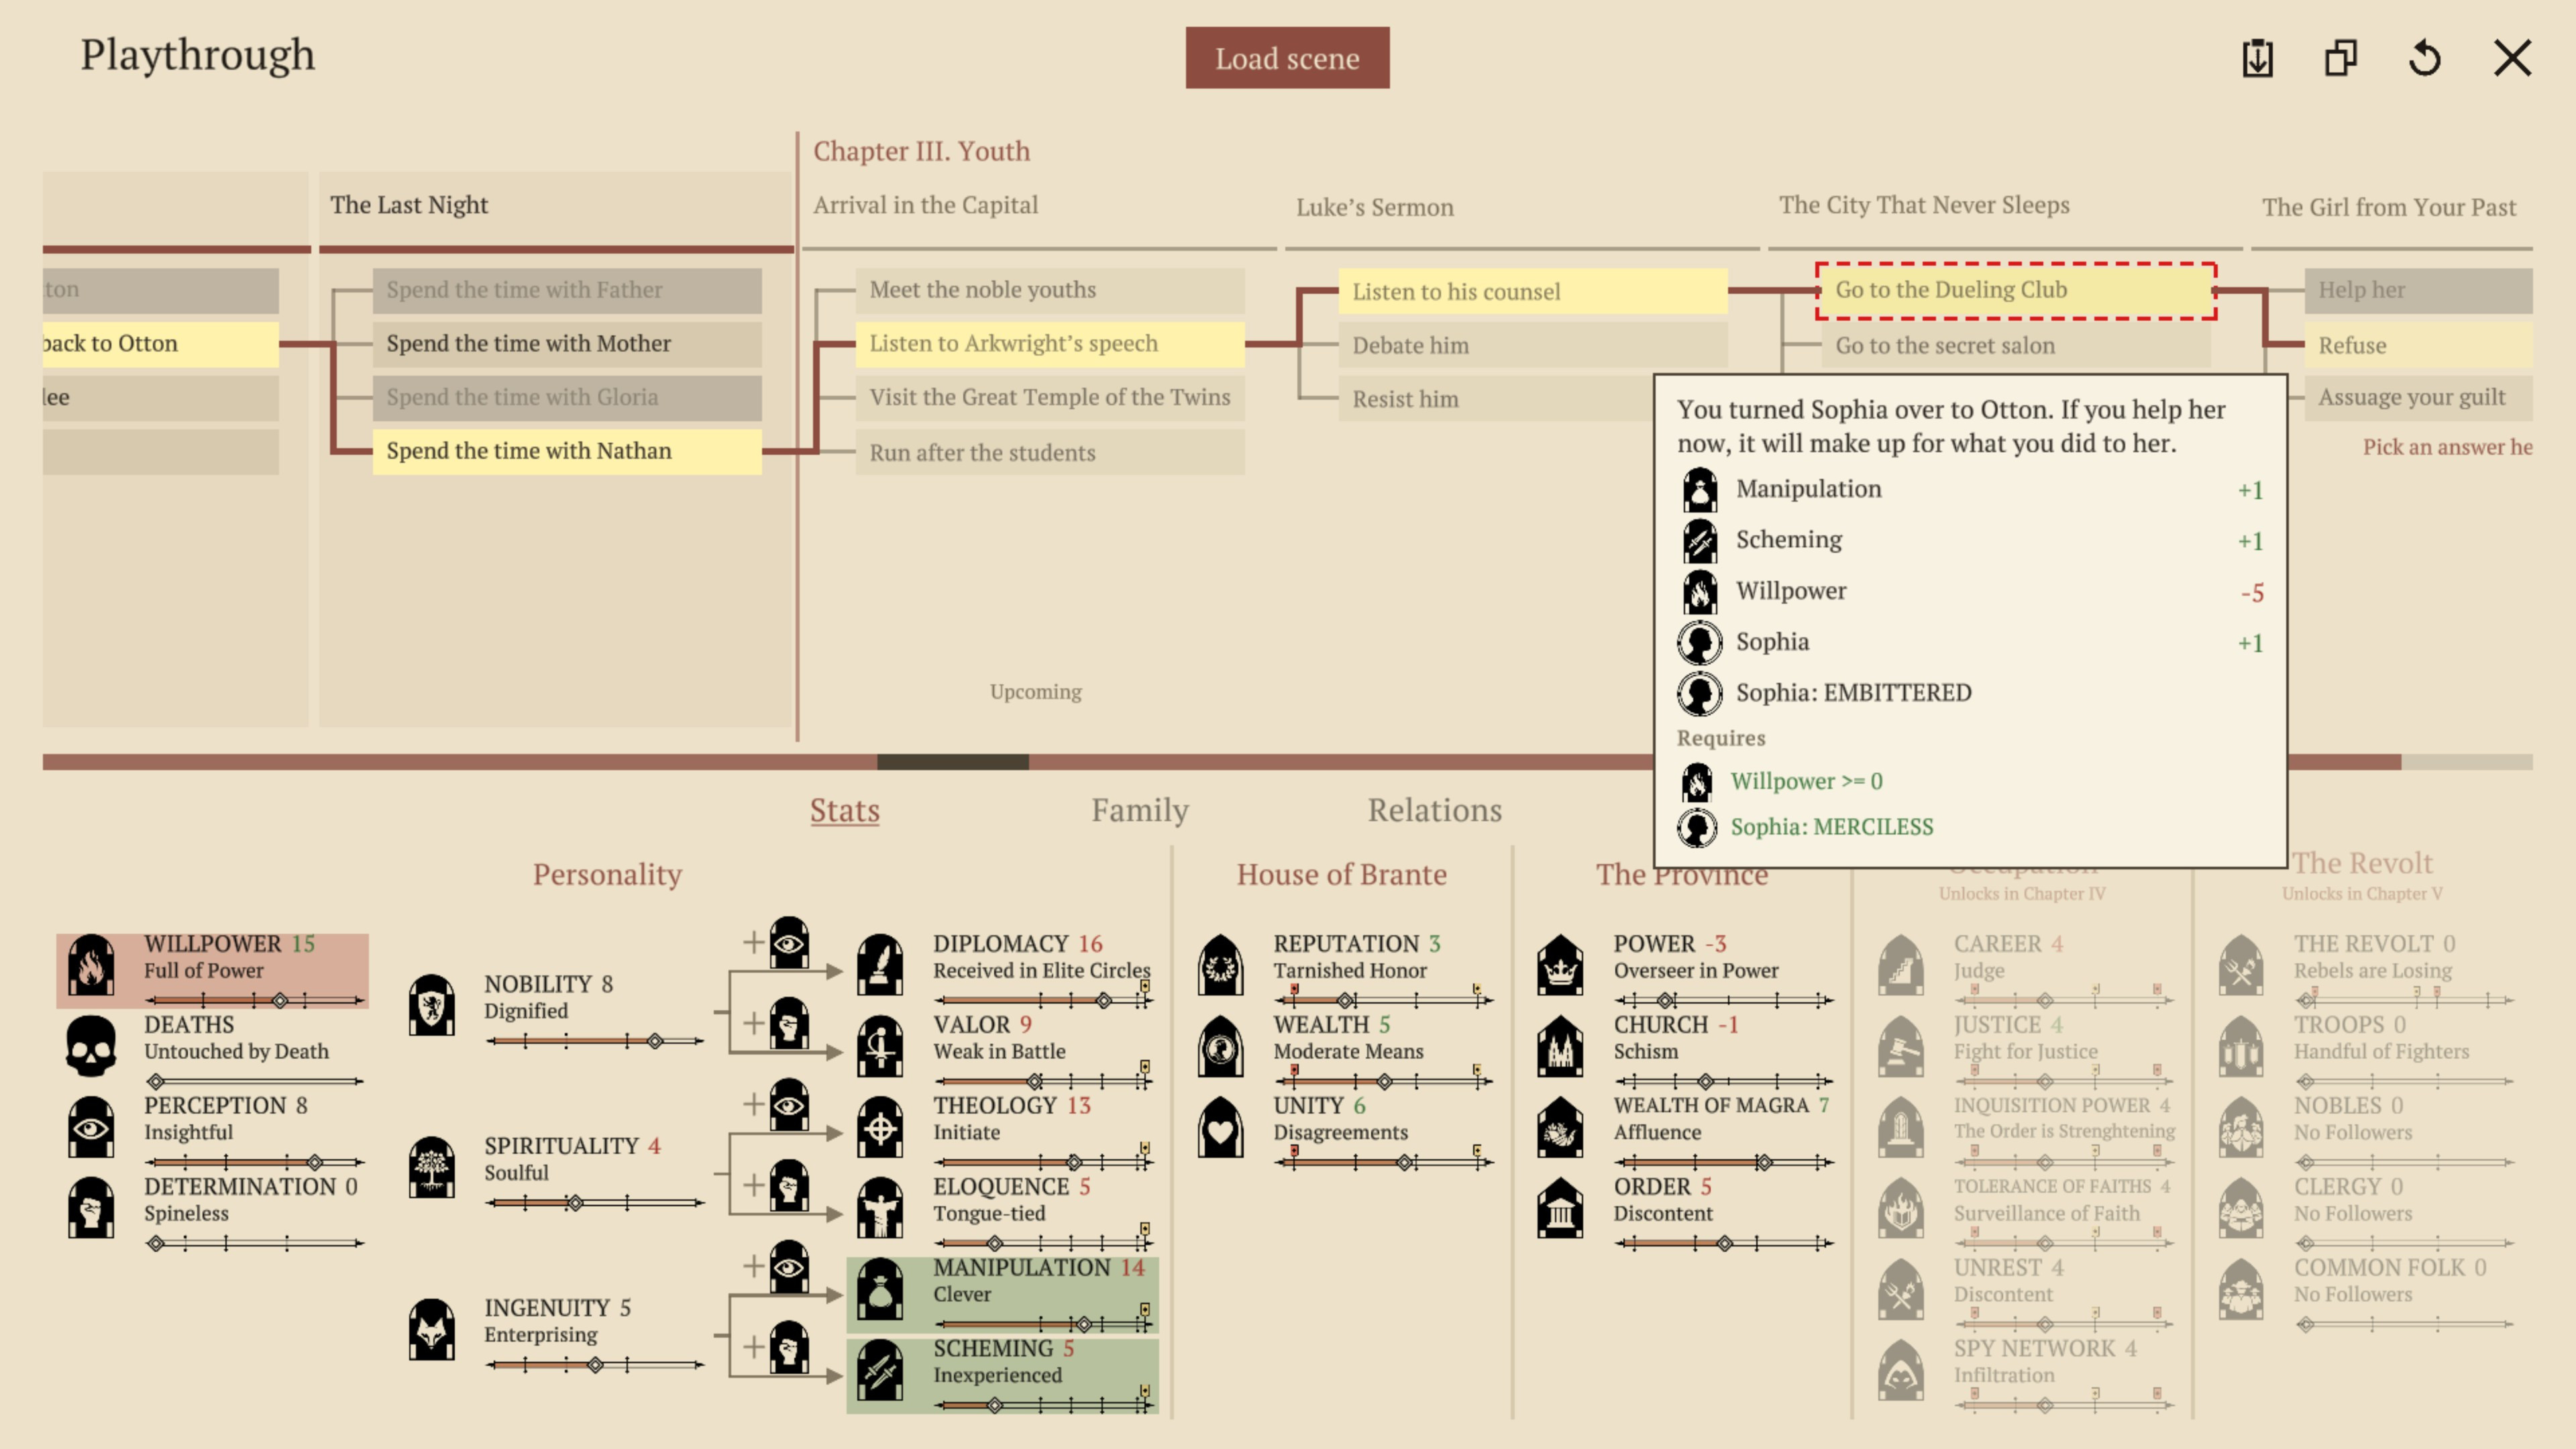 Playthrough
Load scene
Chapter III. Youth
The Last Night
Arrival in the Capital
Luke's Sermon
The City That Never Sleeps
The Girl from Your Past
ton
back to Otton
lee
Spend the time with Father
Spend the time with Mother
Spend the time with Gloria
Spend the time with Nathan
Meet the noble youths
Listen to Arkwright's speech
Visit the Great Temple of the Twins
Run after the students
Listen to his counsel
Debate him
Resist him
Go to the Dueling Club
Go to the secret salon
Help her
Refuse
Assuage your guilt
Pick an answer he
Upcoming
You turned Sophia over to Otton. If you help her
now, it will make up for what you did to her.
Manipulation +1
Scheming +1
Willpower -5
Sophia +1
Sophia: EMBITTERED
Requires
Willpower >= 0
Sophia: MERCILESS
Stats
Family
Relations
Personality
WILLPOWER 15
Full of Power
DEATHS
Untouched by Death
PERCEPTION 8
Insightful
DETERMINATION 0
Spineless
NOBILITY 8
Dignified
SPIRITUALITY 4
Soulful
INGENUITY 5
Enterprising
+
+
+
+
+
+
DIPLOMACY 16
Received in Elite Circles
VALOR 9
Weak in Battle
THEOLOGY 13
Initiate
ELOQUENCE 5
Tongue-tied
MANIPULATION 14
Clever
SCHEMING 5
Inexperienced
House of Brante
REPUTATION 3
Tarnished Honor
WEALTH 5
Moderate Means
UNITY 6
Disagreements
The Province
POWER -3
Overseer in Power
CHURCH -1
Schism
WEALTH OF MAGRA 7
Affluence
ORDER 5
Discontent
Occupation
Unlocks in Chapter IV
CAREER 4
Judge
JUSTICE 4
Fight for Justice
INQUISITION POWER 4
The Order is Strenghtening
TOLERANCE OF FAITHS 4
Surveillance of Faith
UNREST 4
Discontent
SPY NETWORK 4
Infiltration
The Revolt
Unlocks in Chapter V
THE REVOLT 0
Rebels are Losing
TROOPS 0
Handful of Fighters
NOBLES 0
No Followers
CLERGY 0
No Followers
COMMON FOLK 0
No Followers